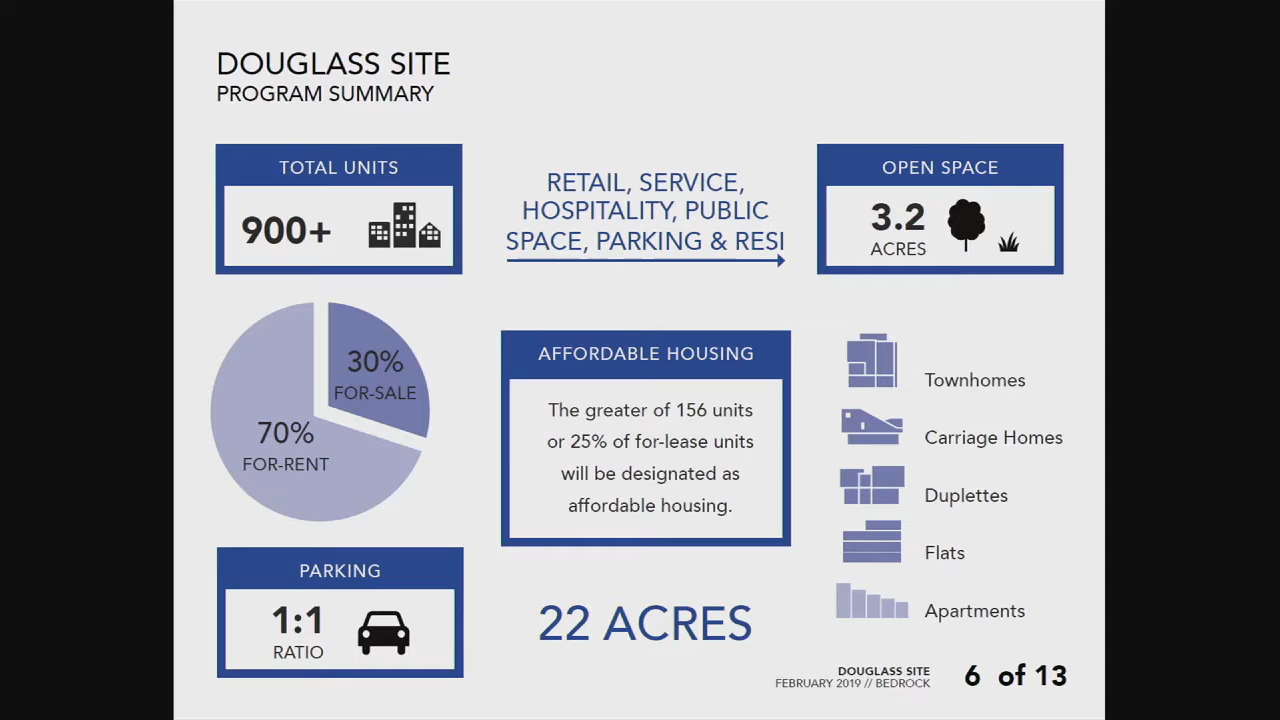 DOUGLASS SITE
PROGRAM SUMMARY
TOTAL UNITS
900+
RETAIL, SERVICE,
HOSPITALITY, PUBLIC
SPACE, PARKING & RESI
OPEN SPACE
3.2
ACRES
30%
FOR-SALE
70%
FOR-RENT
AFFORDABLE HOUSING
The greater of 156 units
or 25% of for-lease units
will be designated as
affordable housing.
Townhomes
Carriage Homes
Duplettes
Flats
Apartments
PARKING
1:1
RATIO
22 ACRES
DOUGLASS SITE
FEBRUARY 2019 // BEDROCK
6 of 13